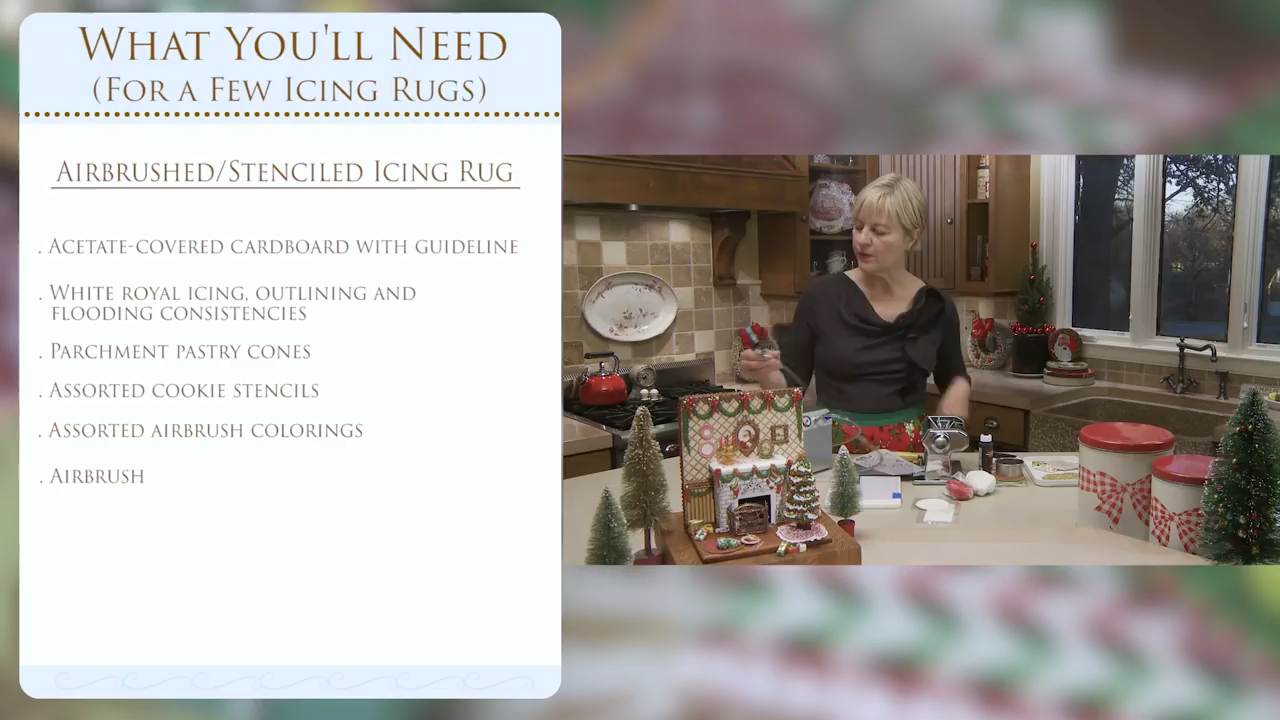 What You'll Need
(For a Few Icing Rugs)
Airbrushed/Stenciled Icing Rug
. Acetate-covered cardboard with guideline
. White royal icing, outlining and
flooding consistencies
. Parchment pastry cones
. Assorted cookie stencils
. Assorted airbrush colorings
. Airbrush